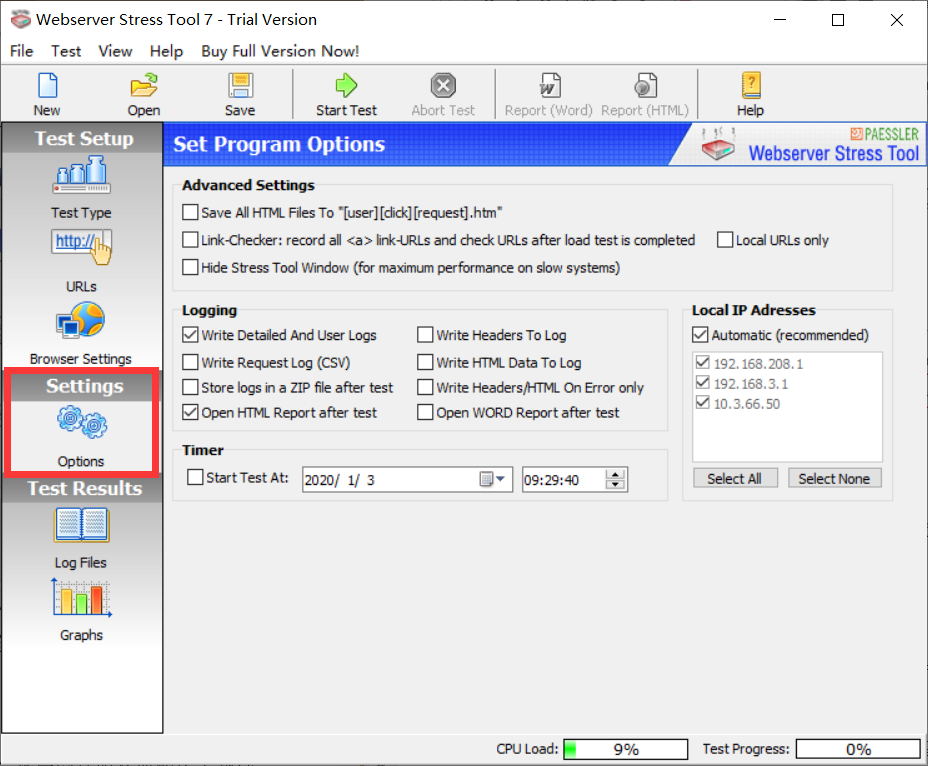 Webserver Stress Tool 7 - Trial Version
File Test View Help Buy Full Version Now!
New Open Save Start Test Abort Test Report (Word) Report (HTML) Help
Test Setup
Test Type
http://
URLs
Browser Settings
Settings
Options
Test Results
Log Files
Graphs
Set Program Options
PAESSLER
Webserver Stress Tool
Advanced Settings
Save All HTML Files To "[user][click][request].htm"
Link-Checker: record all <a> link-URLs and check URLs after load test is completed Local URLs only
Hide Stress Tool Window (for maximum performance on slow systems)
Logging
Write Detailed And User Logs Write Headers To Log
Write Request Log (CSV) Write HTML Data To Log
Store logs in a ZIP file after test Write Headers/HTML On Error only
Open HTML Report after test Open WORD Report after test
Local IP Adresses
Automatic (recommended)
192.168.208.1
192.168.3.1
10.3.66.50
Select All Select None
Timer
Start Test At: 2020/ 1/ 3 09:29:40
CPU Load: 9% Test Progress: 0%